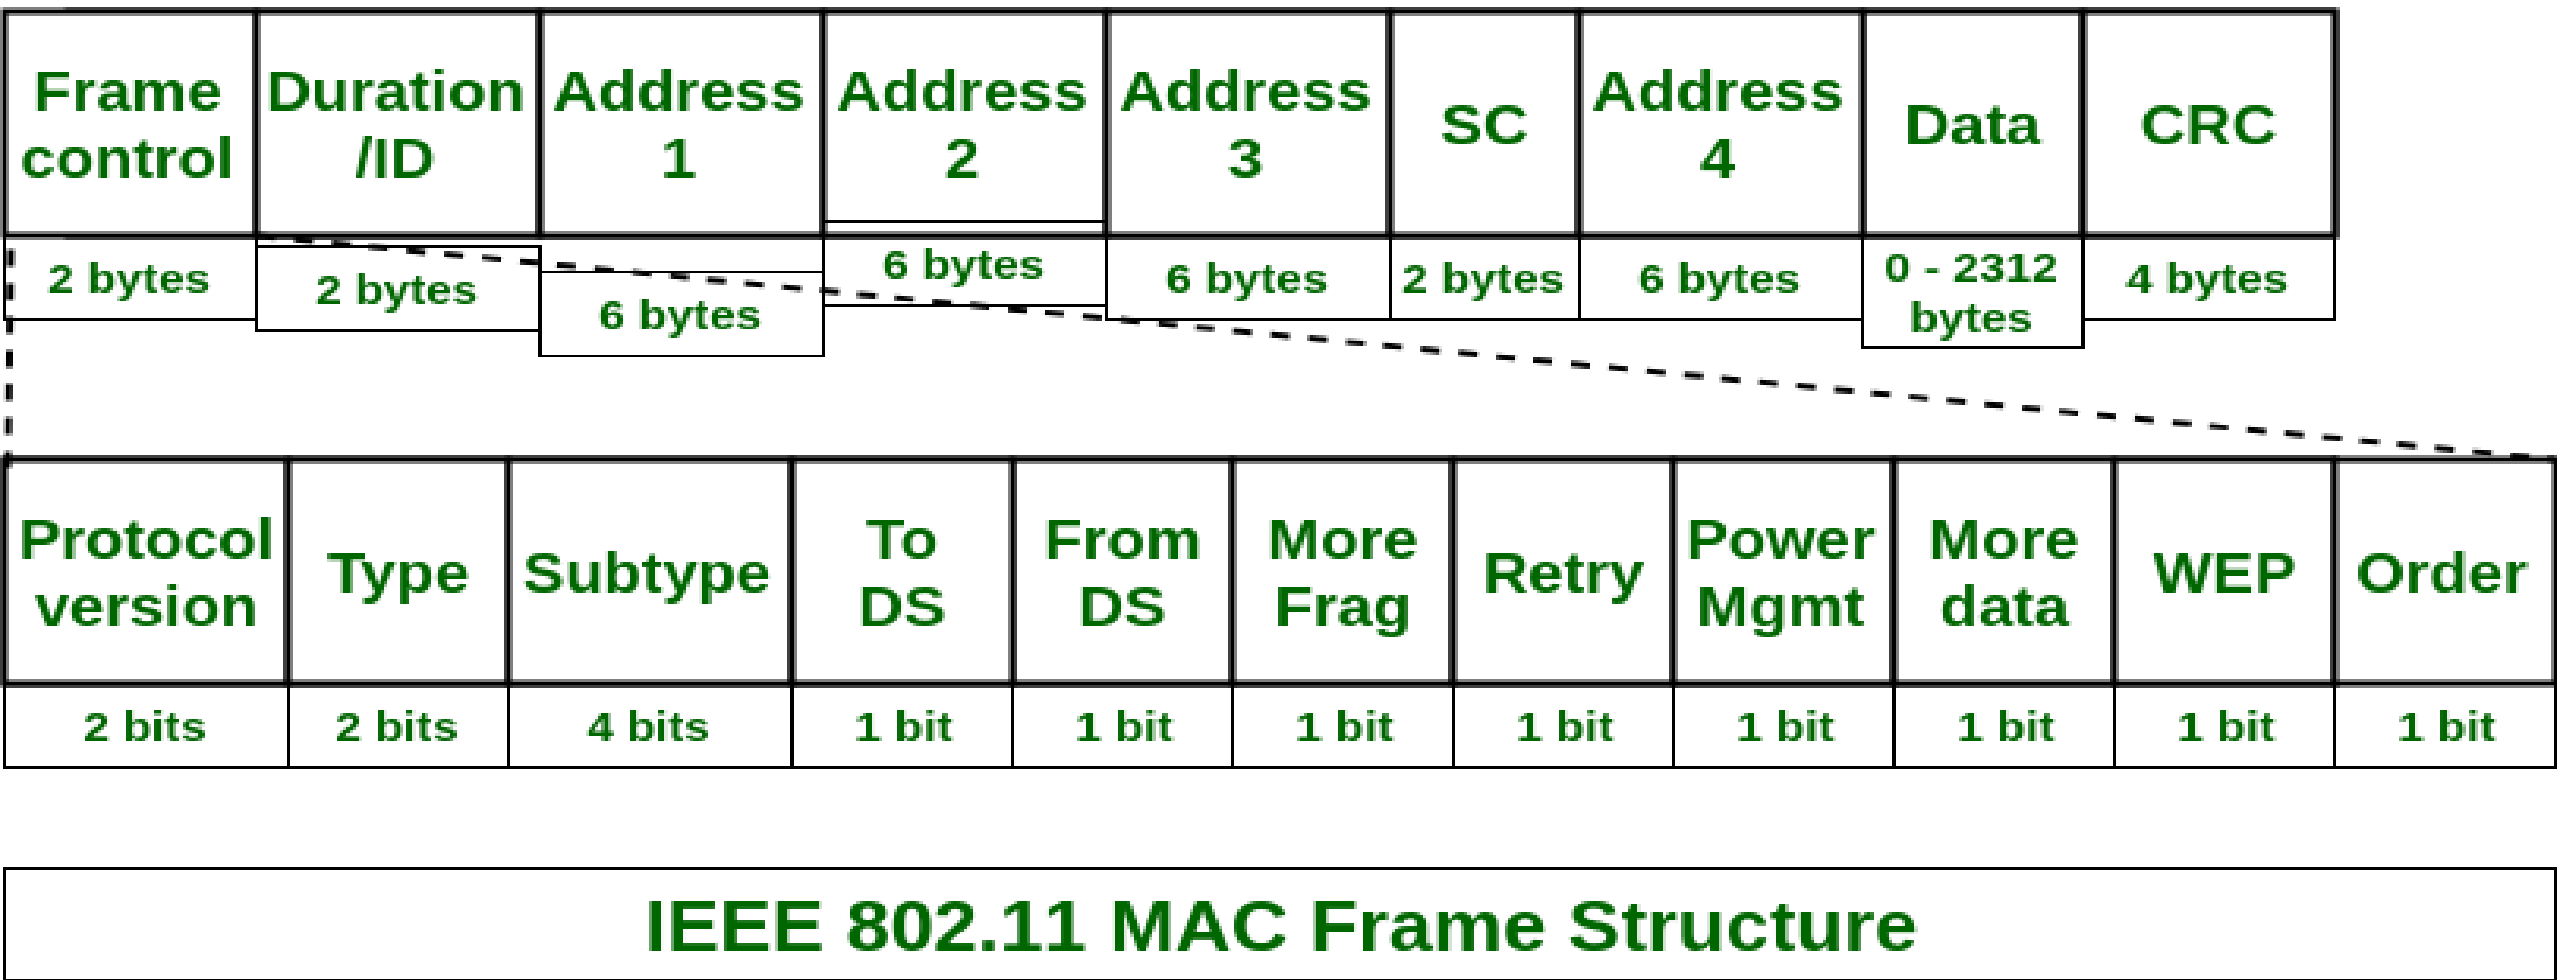 Frame
control
Duration
/ID
Address
1
Address
2
Address
3
SC
Address
4
Data
CRC
2 bytes
2 bytes
6 bytes
6 bytes
6 bytes
2 bytes
6 bytes
0 - 2312
bytes
4 bytes
Protocol
version
Type
Subtype
To
DS
From
DS
More
Frag
Retry
Power
Mgmt
More
data
WEP
Order
2 bits
2 bits
4 bits
1 bit
1 bit
1 bit
1 bit
1 bit
1 bit
1 bit
1 bit
IEEE 802.11 MAC Frame Structure